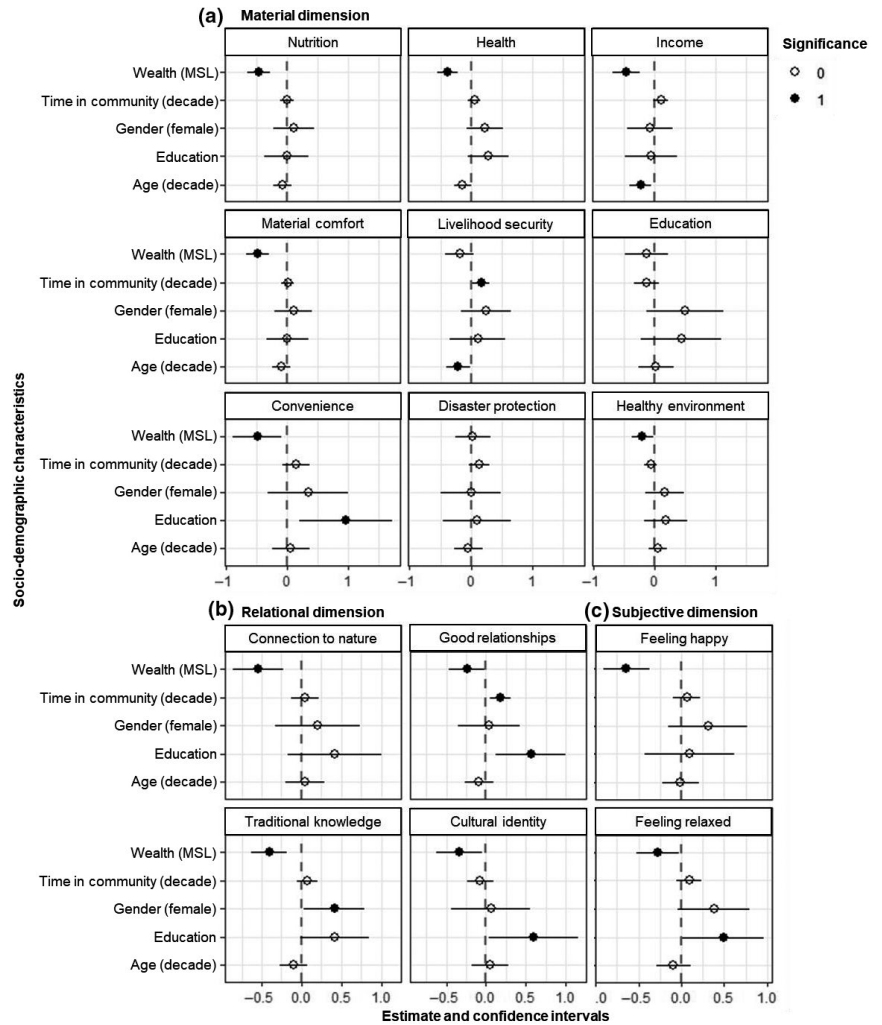 (a) Material dimension
Nutrition Health Income Significance
0
1
Wealth (MSL)
Time in community (decade)
Gender (female)
Education
Age (decade)
Material comfort Livelihood security Education
Wealth (MSL)
Time in community (decade)
Gender (female)
Education
Age (decade)
Convenience Disaster protection Healthy environment
Wealth (MSL)
Time in community (decade)
Gender (female)
Education
Age (decade)
−1 0 1 −1 0 1 −1 0 1
Socio-demographic characteristics
(b) Relational dimension (c) Subjective dimension
Connection to nature Good relationships Feeling happy
Wealth (MSL)
Time in community (decade)
Gender (female)
Education
Age (decade)
Traditional knowledge Cultural identity Feeling relaxed
Wealth (MSL)
Time in community (decade)
Gender (female)
Education
Age (decade)
−0.5 0.0 0.5 1.0 −0.5 0.0 0.5 1.0 .0 −0.5 0.0 0.5 1.0
Estimate and confidence intervals